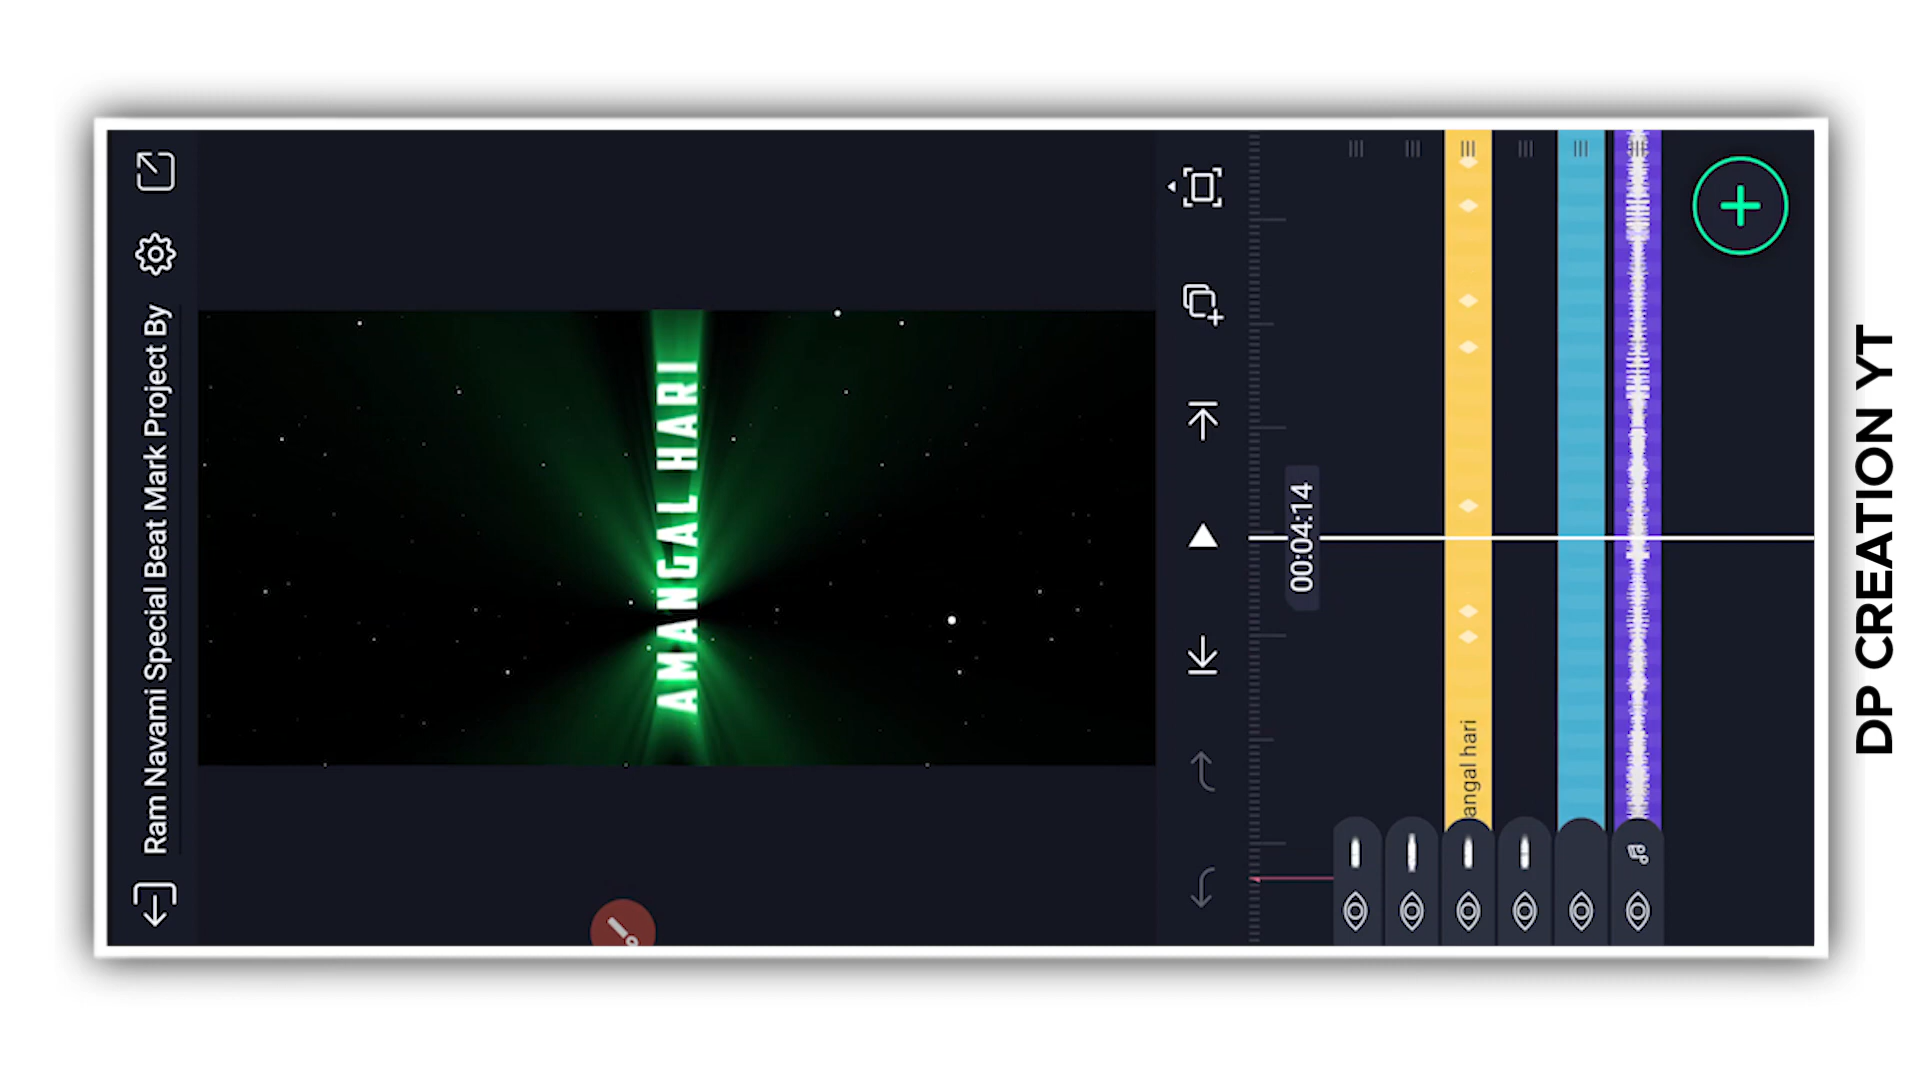 Ram Navami Special Beat Mark Project By
AMANGAL HARI
00:04:14
angal hari
DP CREATION YT